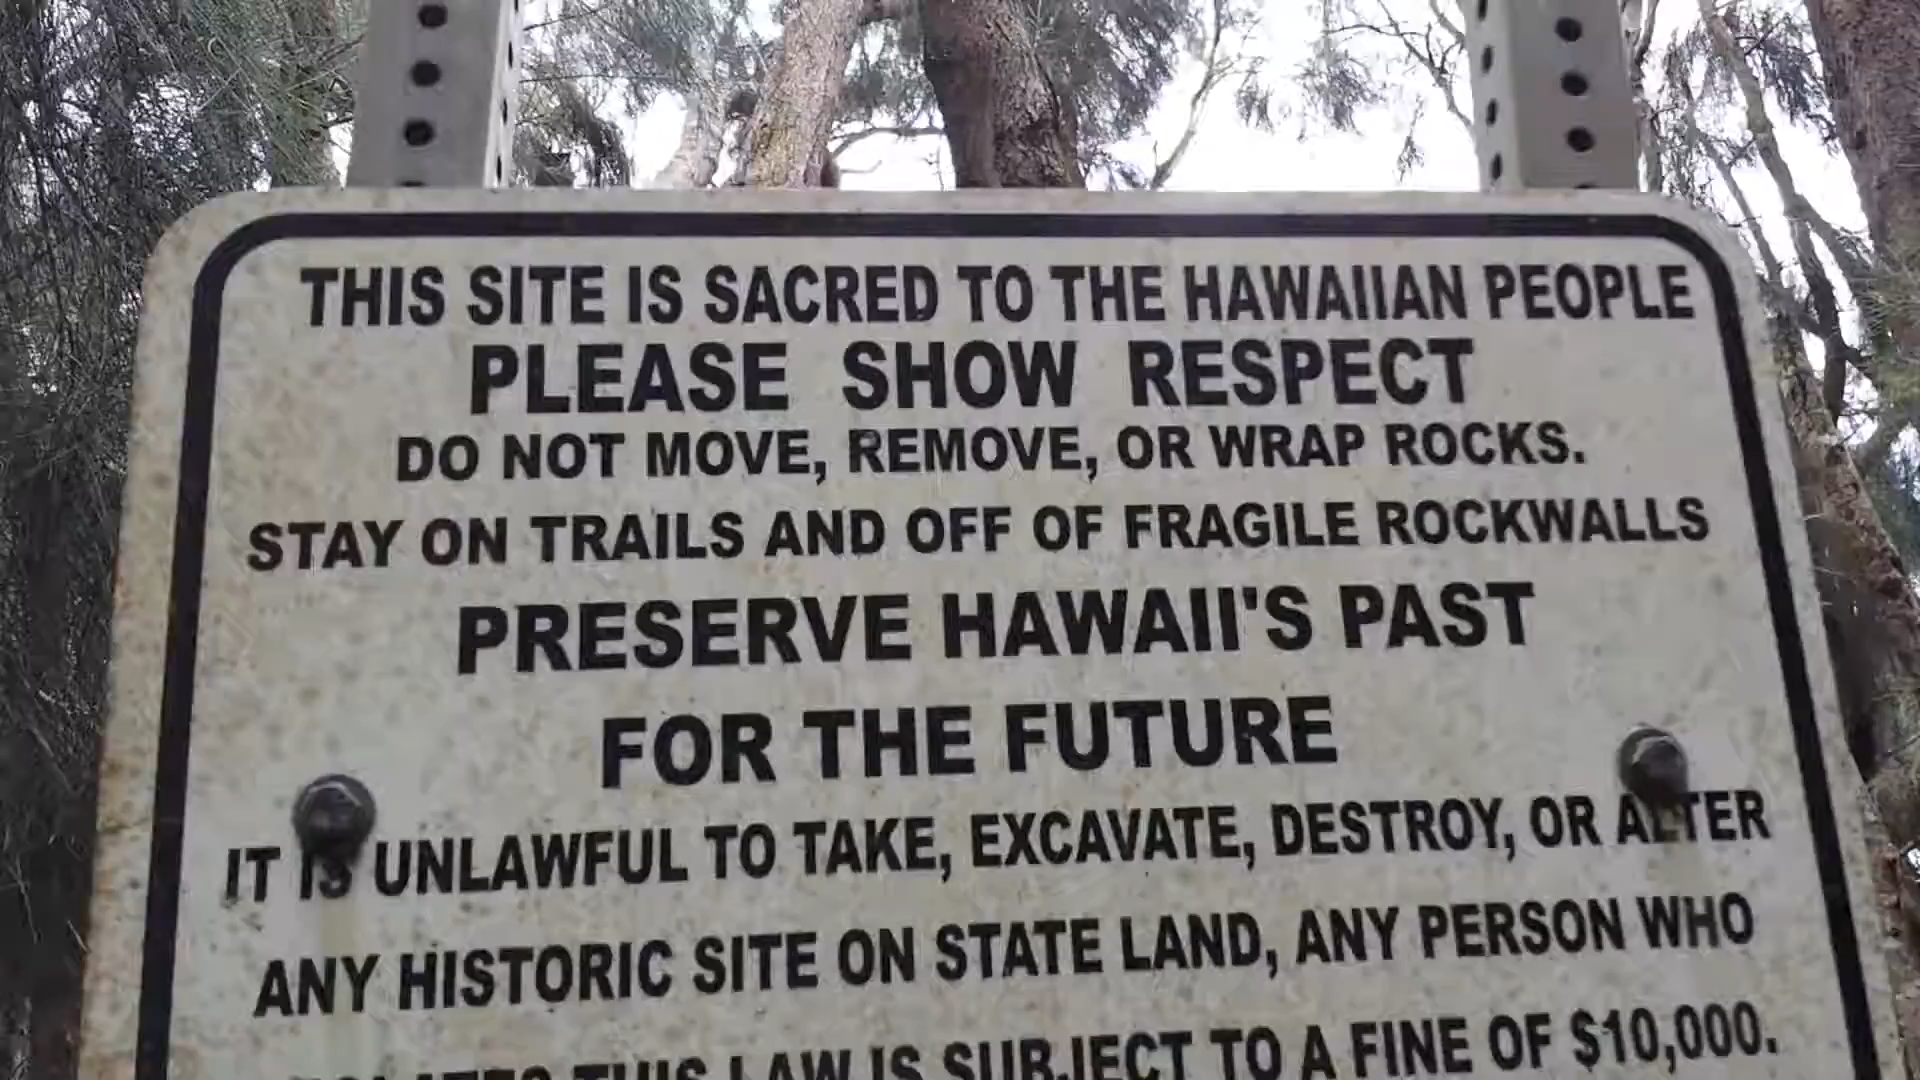 THIS SITE IS SACRED TO THE HAWAIIAN PEOPLE
PLEASE SHOW RESPECT
DO NOT MOVE, REMOVE, OR WRAP ROCKS.
STAY ON TRAILS AND OFF OF FRAGILE ROCKWALLS
PRESERVE HAWAII'S PAST
FOR THE FUTURE
IT IS UNLAWFUL TO TAKE, EXCAVATE, DESTROY, OR ALTER
ANY HISTORIC SITE ON STATE LAND, ANY PERSON WHO
THIS LAW IS SUBJECT TO A FINE OF $10,000.